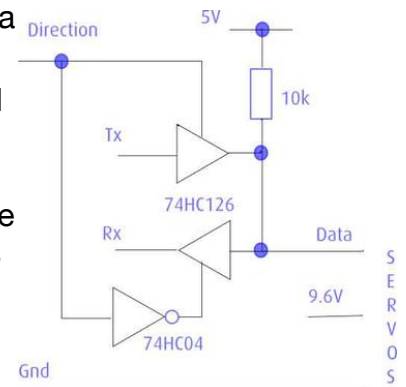 a
Direction
5V
l
10k
Tx
74HC126
e
Rx
Data
9.6V
74HC04
Gnd
S
E
R
V
O
S